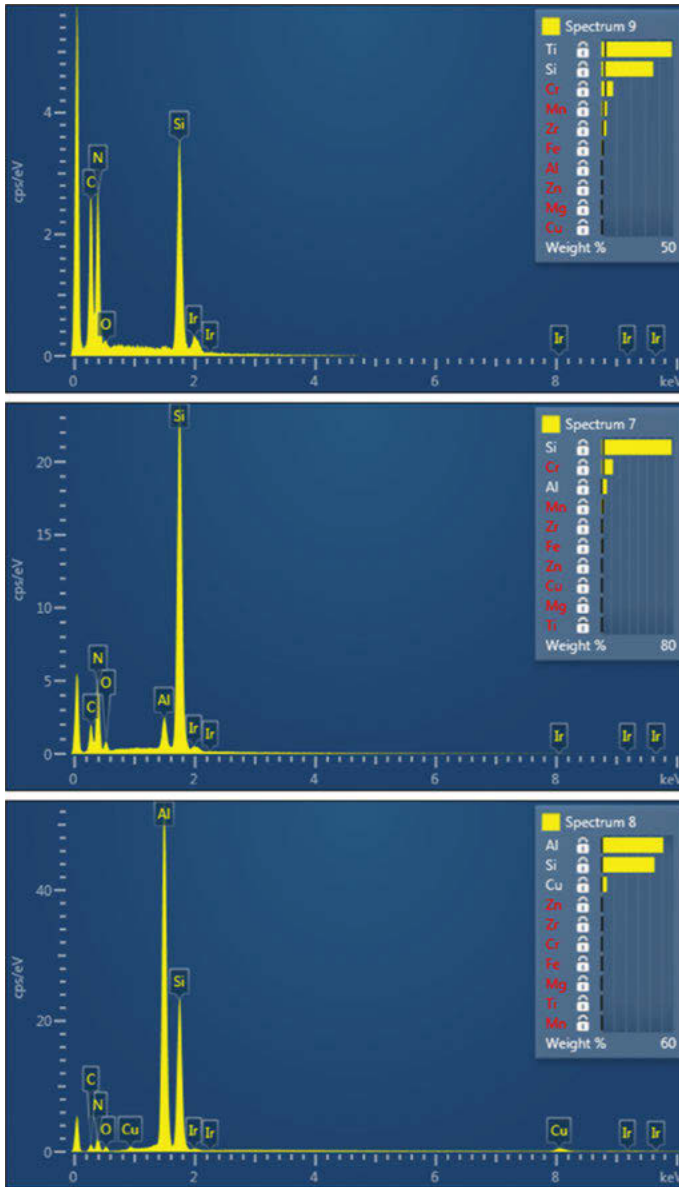 Spectrum 9
Ti
Si
Cr
Mn
Zr
Fe
Al
Zn
Mg
Cu
Weight % 50
cps/eV
4
2
0
C
N
O
Si
Ir
Ir
Ir
Ir
Ir
0 2 4 6 8 keV
Spectrum 7
Si
Cr
Al
Mn
Zr
Fe
Zn
Cu
Mg
Ti
Weight % 80
cps/eV
20
15
10
5
0
C
N
O
Al
Si
Ir
Ir
Ir
Ir
Ir
0 2 4 6 8 keV
Spectrum 8
Al
Si
Cu
Zn
Zr
Cr
Fe
Mg
Ti
Mn
Weight % 60
cps/eV
40
20
0
C
N
O
Cu
Al
Si
Ir
Ir
Cu
Ir
Ir
0 2 4 6 8 keV